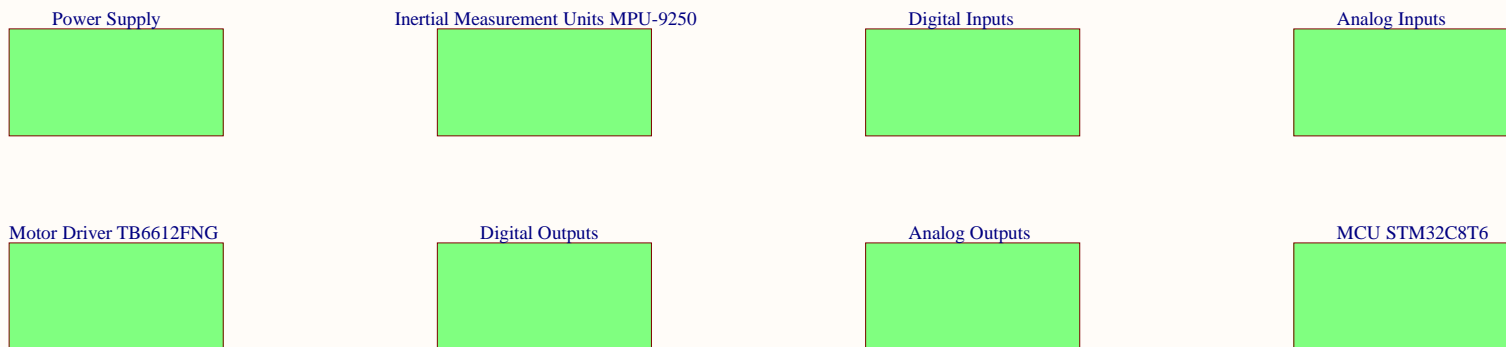 Power Supply
Inertial Measurement Units MPU-9250
Digital Inputs
Analog Inputs
Motor Driver TB6612FNG
Digital Outputs
Analog Outputs
MCU STM32C8T6